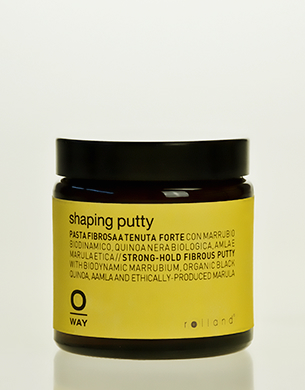 shaping putty
PASTA FIBROSA A TENUTA FORTE CON MARRUBIO
BIODINAMICO, QUINOA NERA BIOLOGICA, AMLA E
MARULA ETICA // STRONG-HOLD FIBROUS PUTTY
WITH BIODYNAMIC MARRUBIUM, ORGANIC BLACK
QUINOA, AAMLA AND ETHICALLY-PRODUCED MARULA
O
WAY
rolland